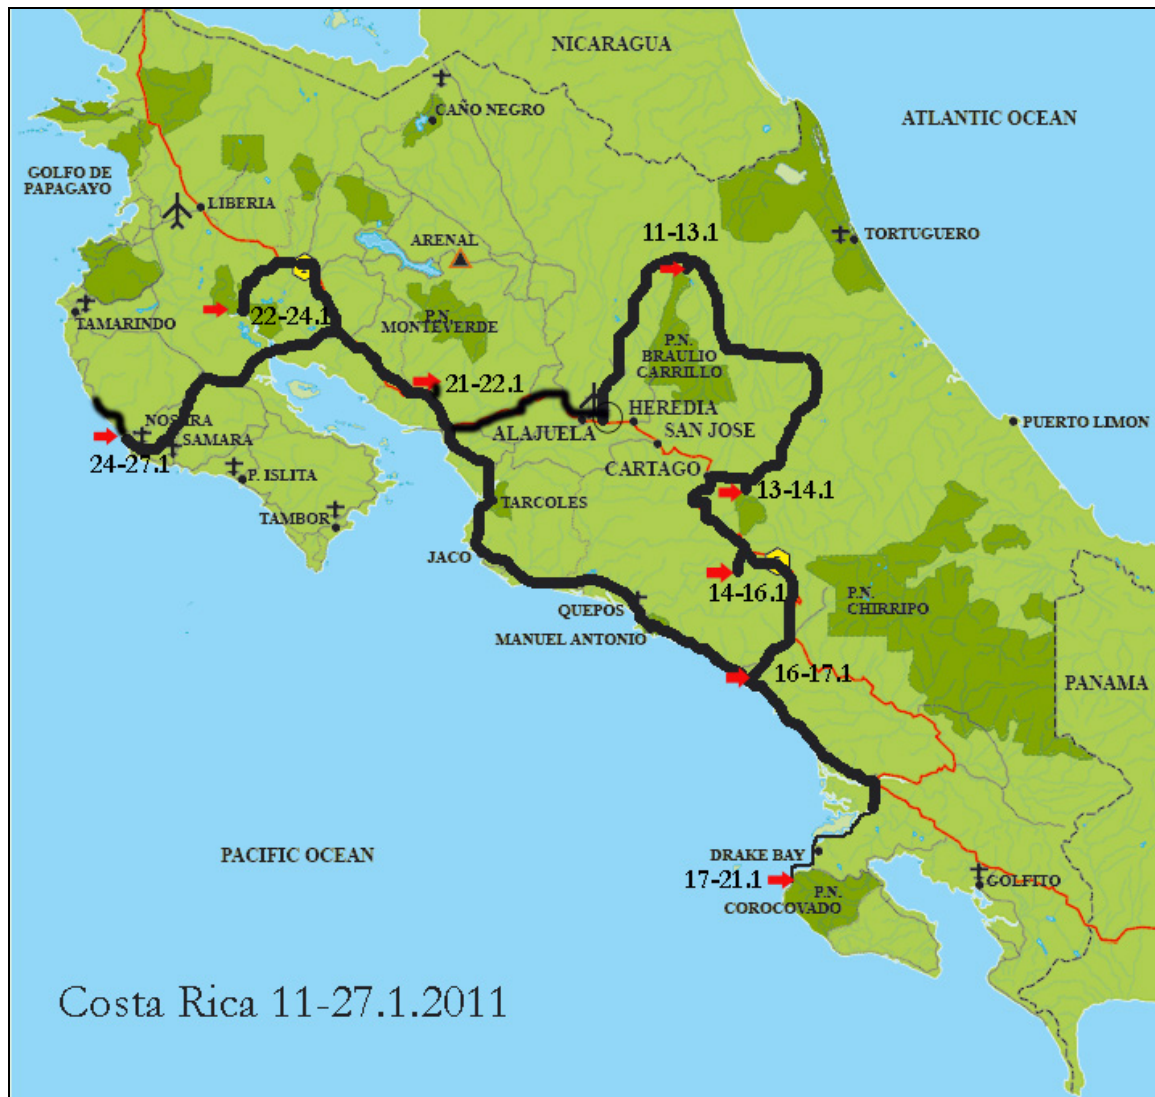 NICARAGUA
CAÑO NEGRO
ATLANTIC OCEAN
GOLFO DE
PAPAGAYO
LIBERIA
ARENAL
11-13.1
TORTUGUERO
TAMARINDO
22-24.1
P.N.
MONTEVERDE
P.N.
BRAULIO
CARRILLO
21-22.1
NOSARA
SAMARA
24-27.1
P. ISLITA
TAMBOR
ALAJUELA
HEREDIA
SAN JOSE
CARTAGO
PUERTO LIMON
13-14.1
TARCOLES
JACO
14-16.1
QUEPOS
MANUEL ANTONIO
P.N.
CHIRRIPO
16-17.1
PANAMA
PACIFIC OCEAN
DRAKE BAY
17-21.1
P.N.
COROCOVADO
GOLFITO
Costa Rica 11-27.1.2011